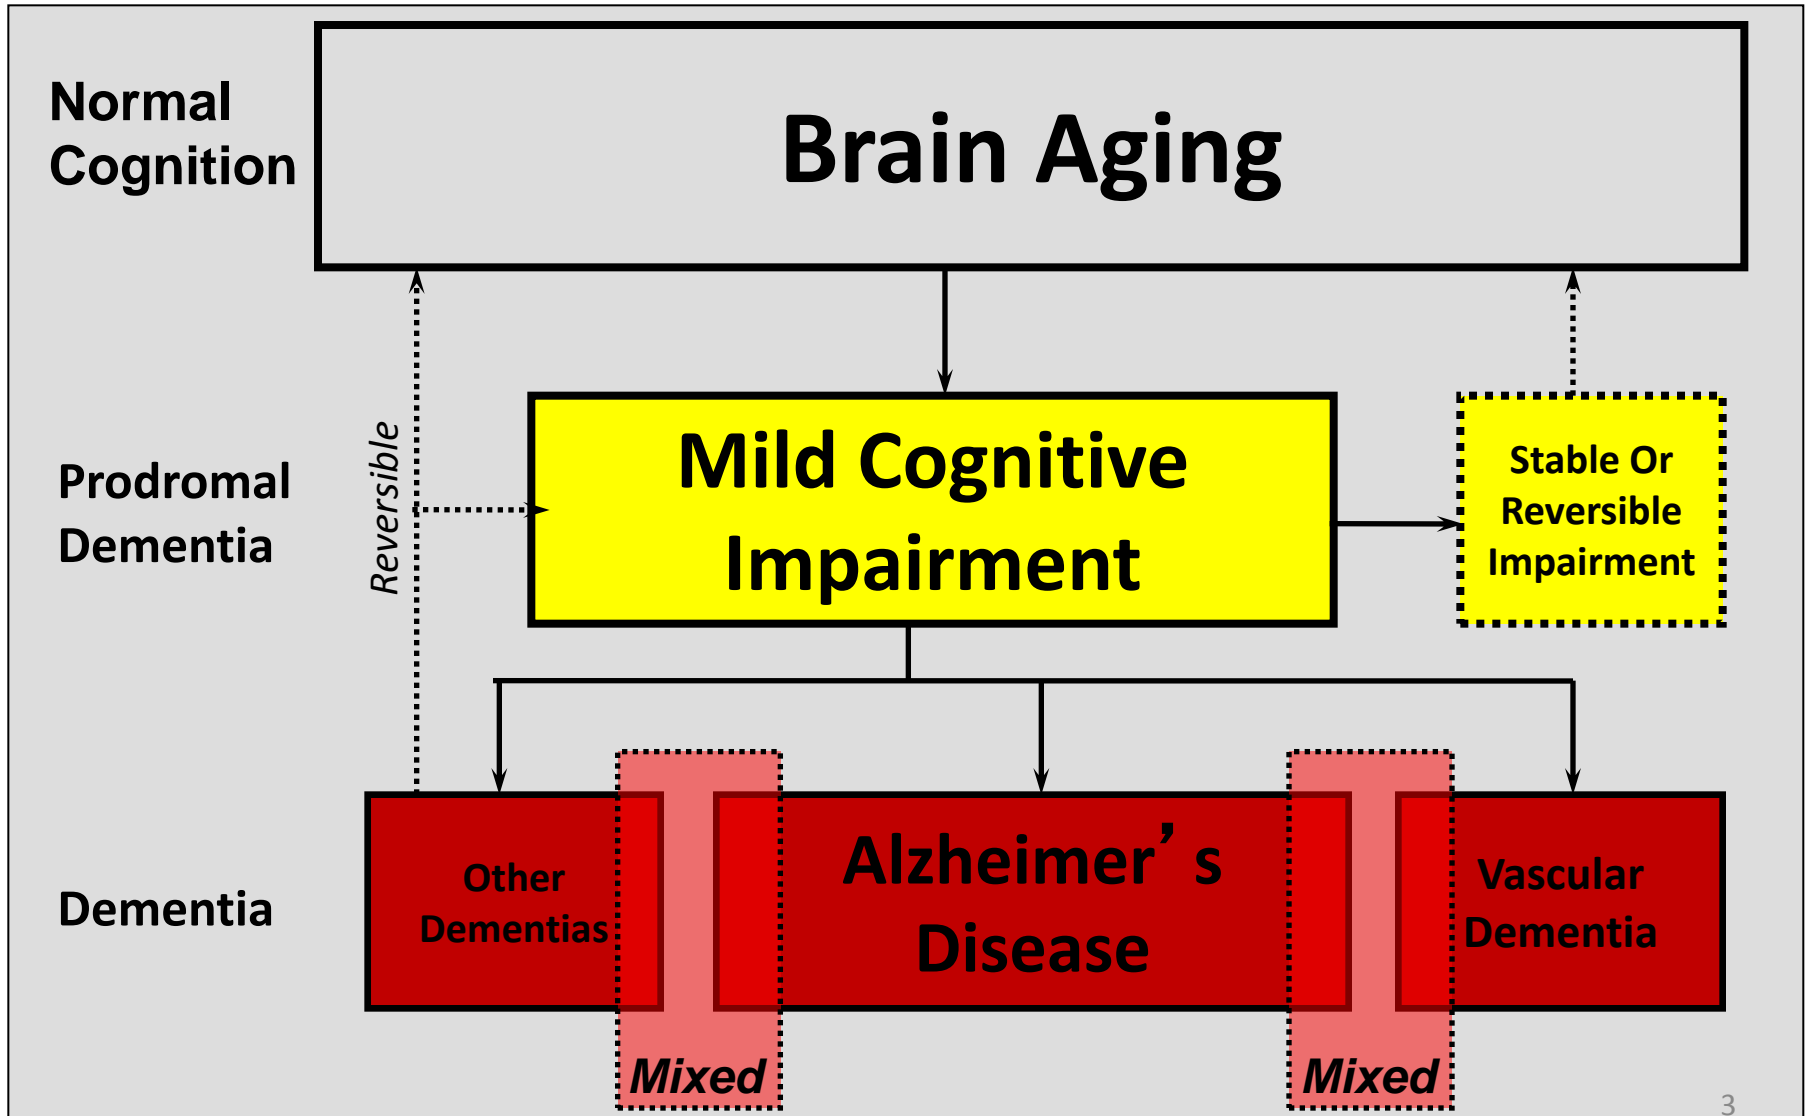 Normal
Cognition
Brain Aging
Reversible
Prodromal
Dementia
Mild Cognitive
Impairment
Stable Or
Reversible
Impairment
Dementia
Other
Dementias
Alzheimer’s
Disease
Vascular
Dementia
Mixed
Mixed
3